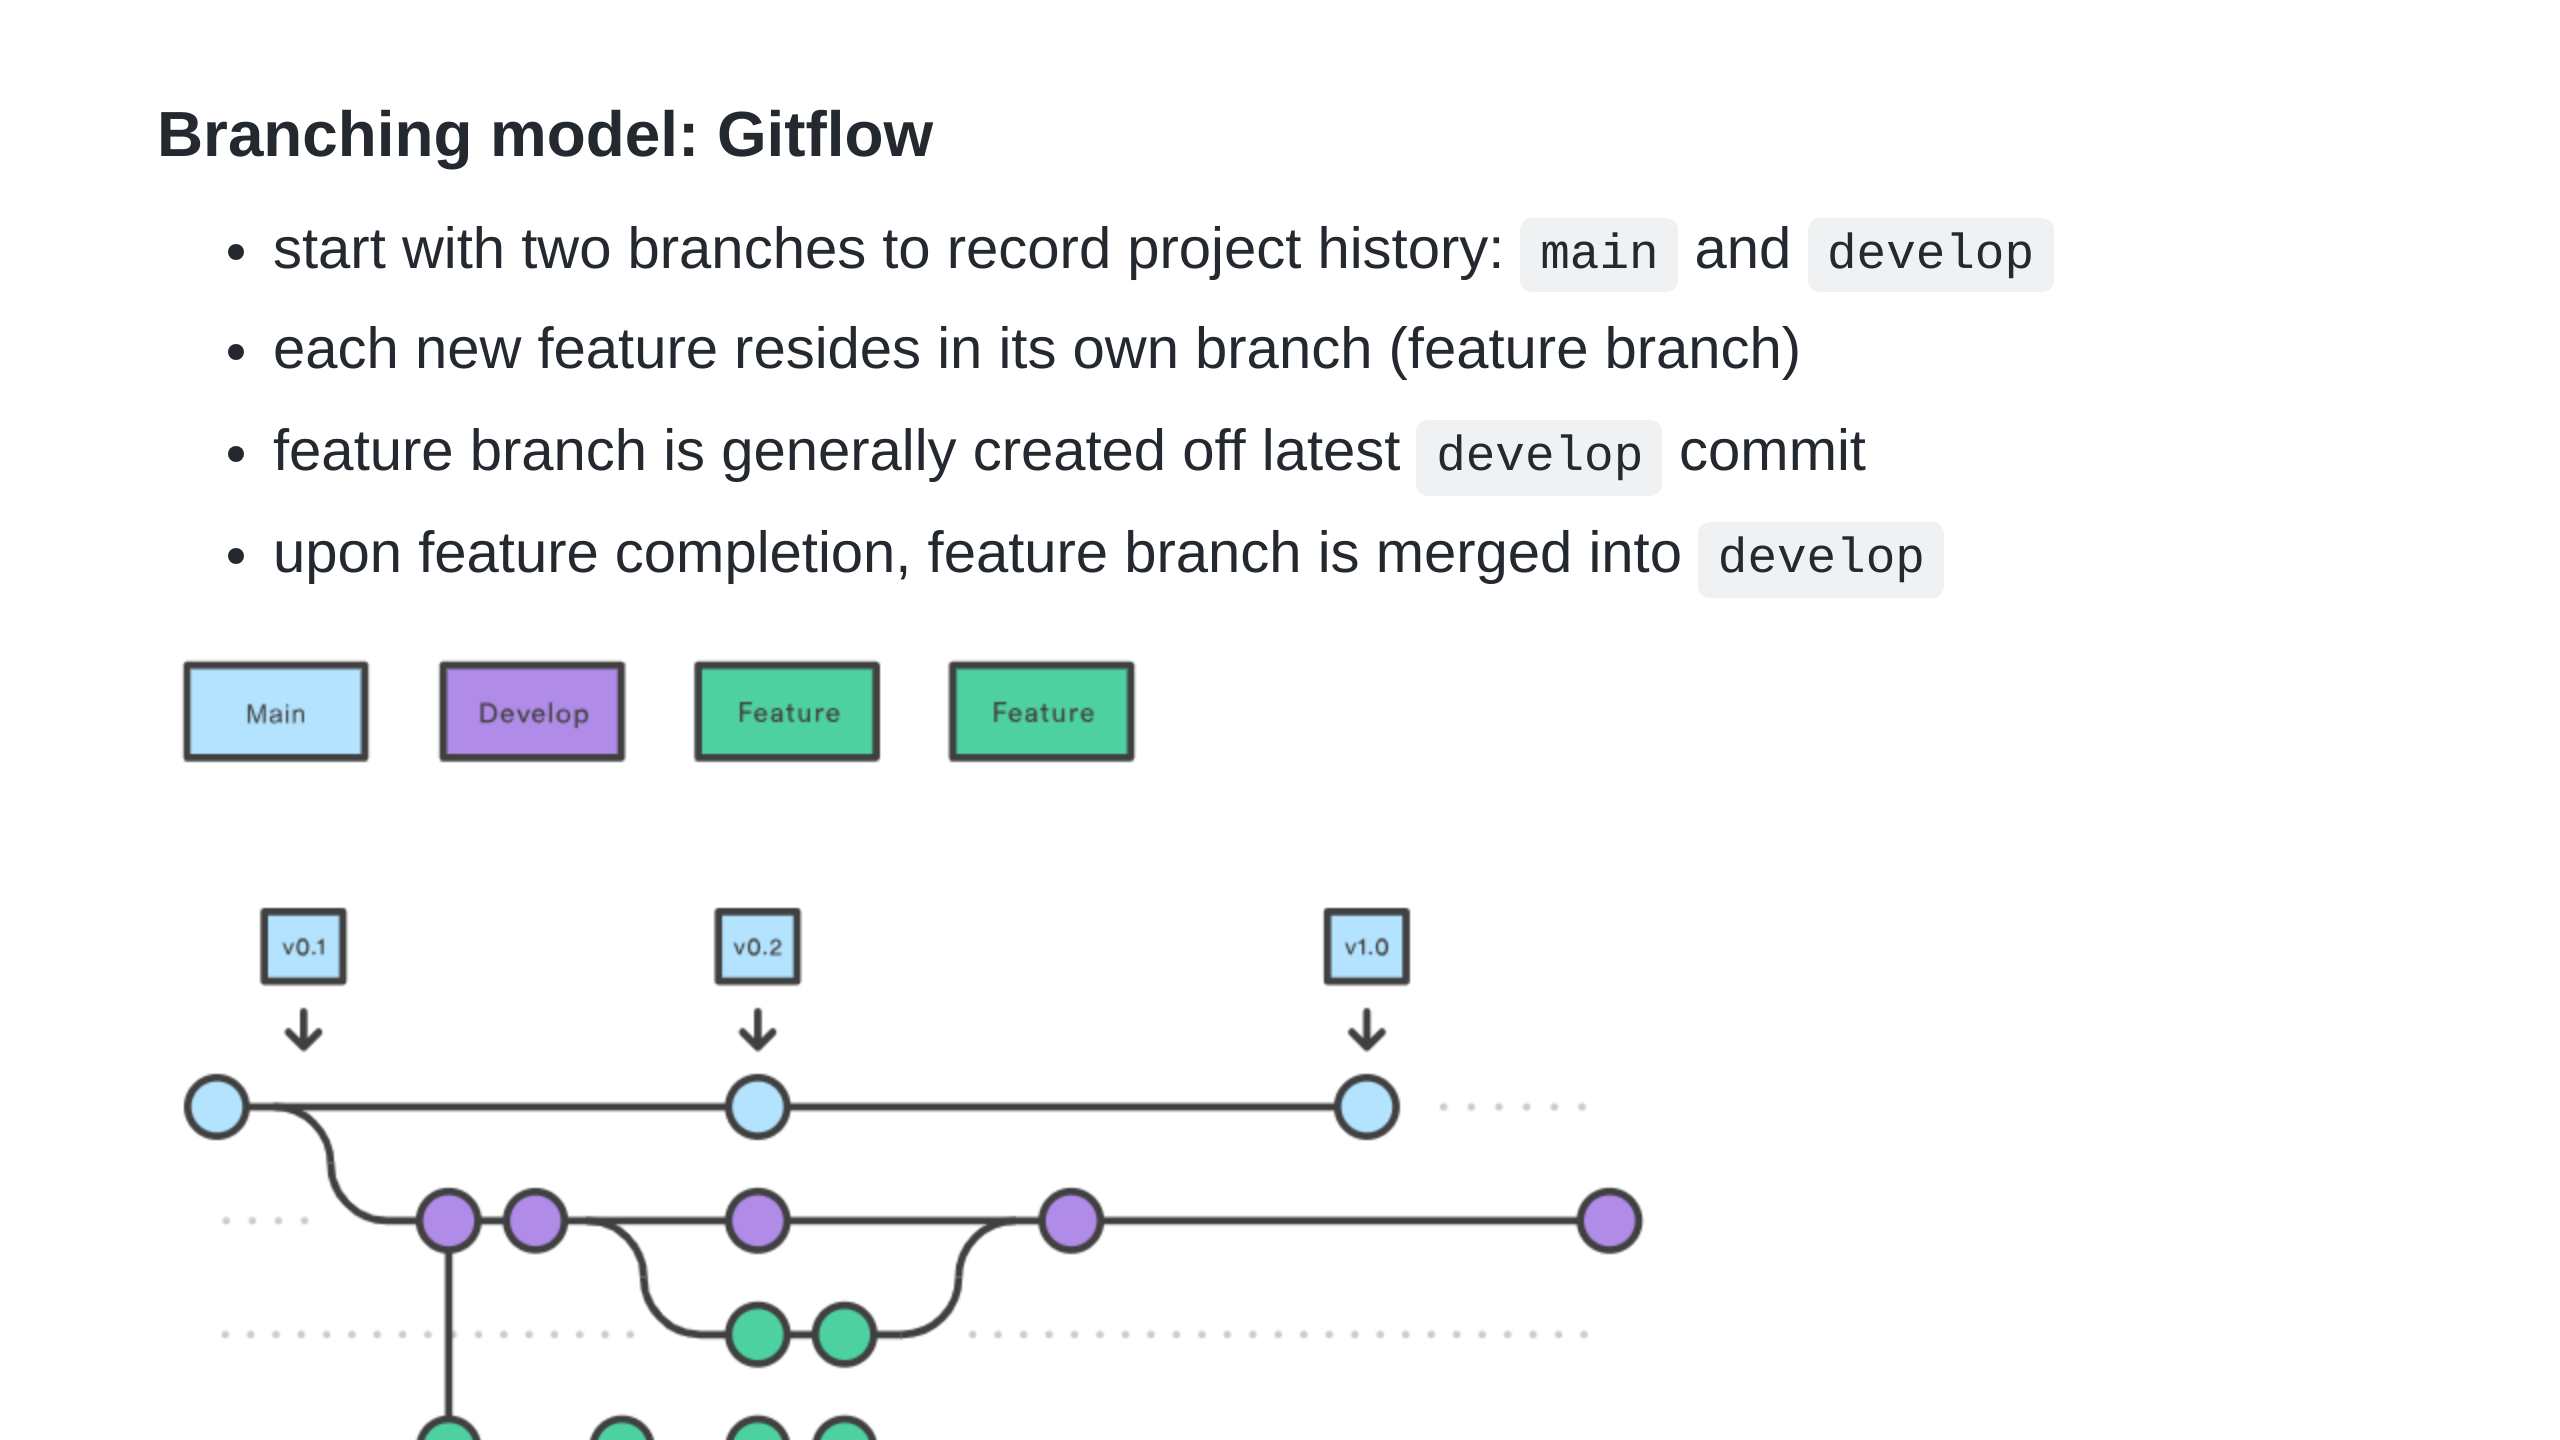 Branching model: Gitflow
start with two branches to record project history: main and develop
each new feature resides in its own branch (feature branch)
feature branch is generally created off latest develop commit
upon feature completion, feature branch is merged into develop
Main Develop Feature Feature
v0.1 v0.2 v1.0